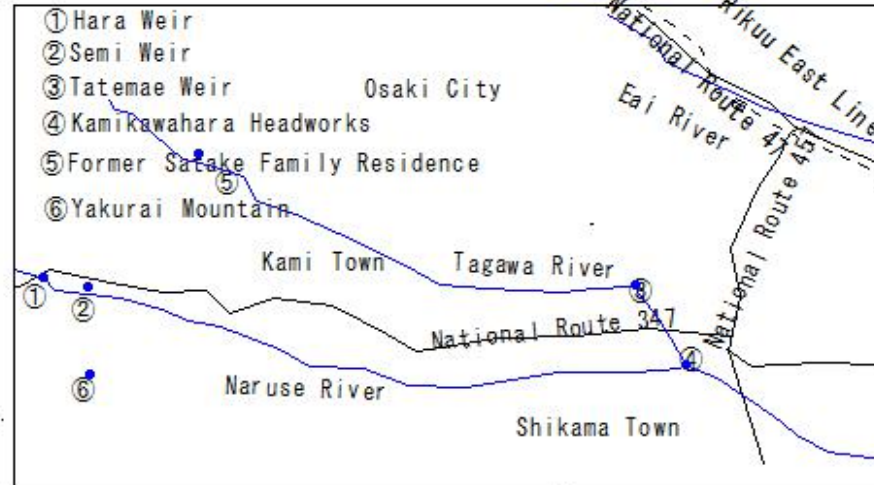 ①Hara Weir
②Semi Weir
③Tatemae Weir
④Kamikawahara Headworks
⑤Former Satake Family Residence
⑥Yakurai Mountain
Osaki City
National Route 47
Rikuu East Line
Eai River
National Route 457
⑤
Kami Town
Tagawa River
③
①
②
National Route 347
④
⑥
Naruse River
Shikama Town